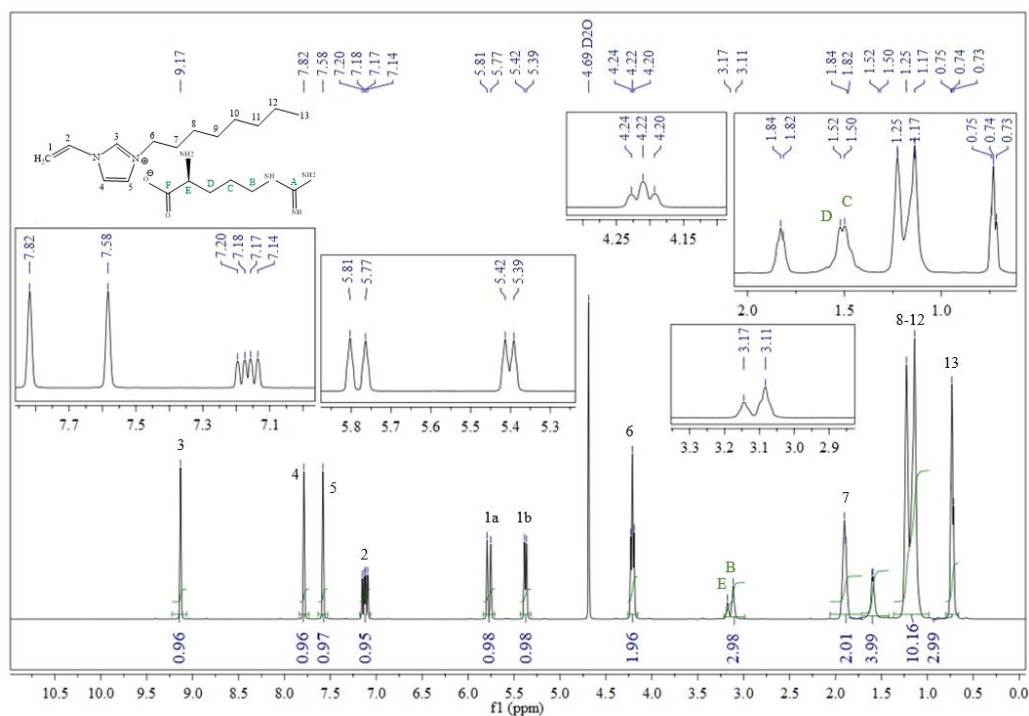 9.17 7.82 7.58 7.20 7.18 7.17 7.14 5.81 5.77 5.42 5.39 4.69 D2O 4.24 4.22 4.20 3.17 3.11 1.84 1.82 1.52 1.50 1.25 1.17 0.75 0.74 0.73
12
10 13
8 11
6 9
2 3 7
1
H2C N N ⊕ NH2
4 5
O ⊖ D B NH A NH2
F E C
O NH
4.24 4.22 4.20
4.25 4.15
1.84 1.82 1.52 1.50 1.25 1.17 0.75 0.74 0.73
D C
2.0 1.5 1.0
7.82 7.58 7.20 7.18 7.17 7.14
7.7 7.5 7.3 7.1
5.81 5.77 5.42 5.39
5.8 5.7 5.6 5.5 5.4 5.3
3.17 3.11
3.3 3.2 3.1 3.0 2.9
3 4 5 2 1a 1b 6 E B 7 8-12 13
0.96 0.96 0.97 0.95 0.98 0.98 1.96 2.98 2.01 3.99 10.16 2.99
10.5 10.0 9.5 9.0 8.5 8.0 7.5 7.0 6.5 6.0 5.5 5.0 4.5 4.0 3.5 3.0 2.5 2.0 1.5 1.0 0.5 0.0
f1 (ppm)